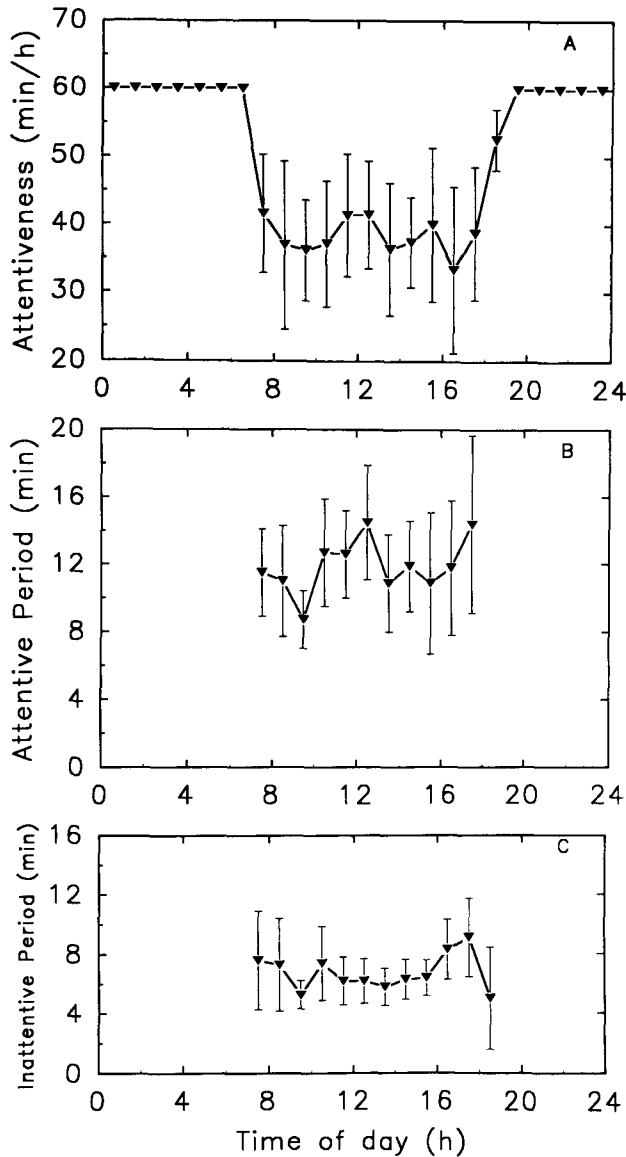 70
60
50
40
30
20
Attentiveness (min/h)
A
0 4 8 12 16 20 24
20
16
12
8
4
0
Attentive Period (min)
B
0 4 8 12 16 20 24
16
12
8
4
0
Inattentive Period (min)
C
0 4 8 12 16 20 24
Time of day (h)